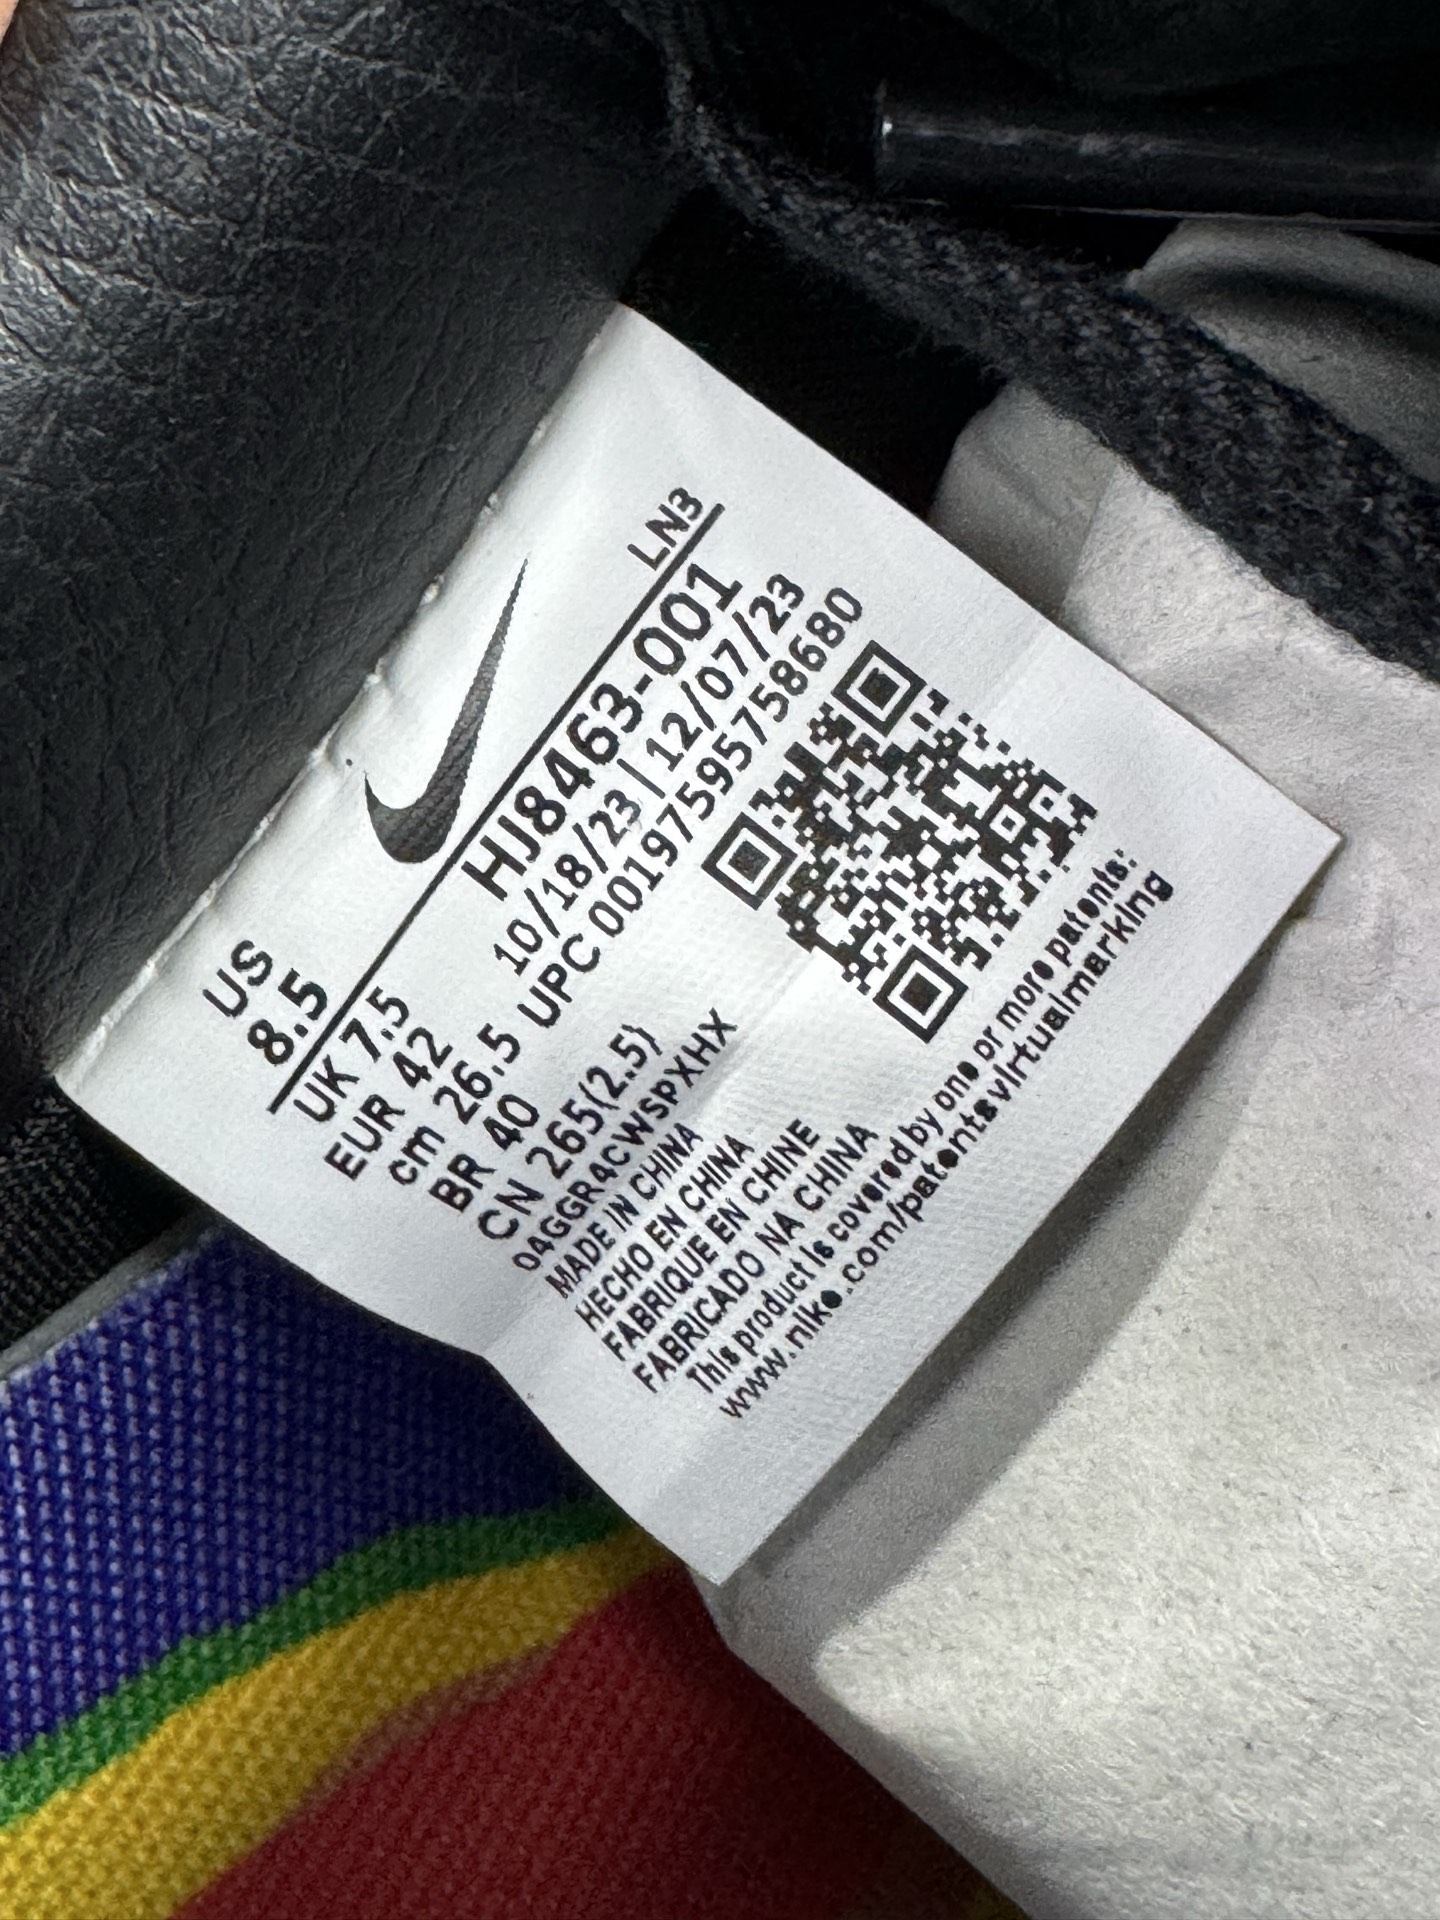 LN3
US
8.5
HJ8463-001
UK 7.5
10/18/23 | 12/07/23
EUR 42
UPC 00197595758680
cm 26.5
BR 40
CN 265(2.5)
04GGR4CWSPXHX
MADE IN CHINA
HECHO EN CHINA
FABRIQUE EN CHINE
FABRICADO NA CHINA
This product is covered by one or more patents:
www.nike.com/patentsvirtualmarking